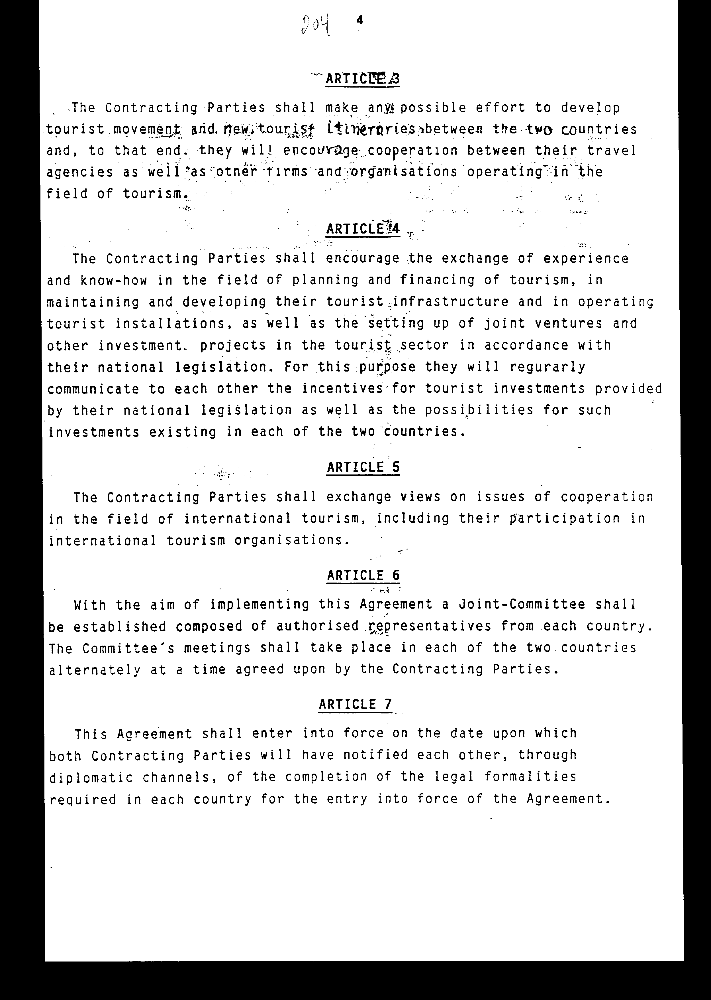 204 4
ARTICLE 3
The Contracting Parties shall make any possible effort to develop
tourist movement and new tourist itineraries between the two countries
and, to that end. they will encourage cooperation between their travel
agencies as well as other firms and organisations operating in the
field of tourism.
ARTICLE 4
The Contracting Parties shall encourage the exchange of experience
and know-how in the field of planning and financing of tourism, in
maintaining and developing their tourist infrastructure and in operating
tourist installations, as well as the setting up of joint ventures and
other investment projects in the tourist sector in accordance with
their national legislation. For this purpose they will regurarly
communicate to each other the incentives for tourist investments provided
by their national legislation as well as the possibilities for such
investments existing in each of the two countries.
ARTICLE 5
The Contracting Parties shall exchange views on issues of cooperation
in the field of international tourism, including their participation in
international tourism organisations.
ARTICLE 6
With the aim of implementing this Agreement a Joint-Committee shall
be established composed of authorised representatives from each country.
The Committee´s meetings shall take place in each of the two countries
alternately at a time agreed upon by the Contracting Parties.
ARTICLE 7
This Agreement shall enter into force on the date upon which
both Contracting Parties will have notified each other, through
diplomatic channels, of the completion of the legal formalities
required in each country for the entry into force of the Agreement.